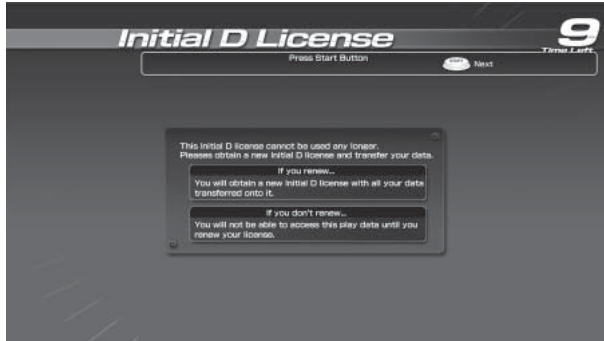 Initial D License
9
Time Left
Press Start Button
START Next
This Initial D license cannot be used any longer.
Pleases obtain a new Initial D license and transfer your data.
If you renew...
You will obtain a new Initial D license with all your data
transferred onto it.
If you don't renew...
You will not be able to access this play data until you
renew your license.